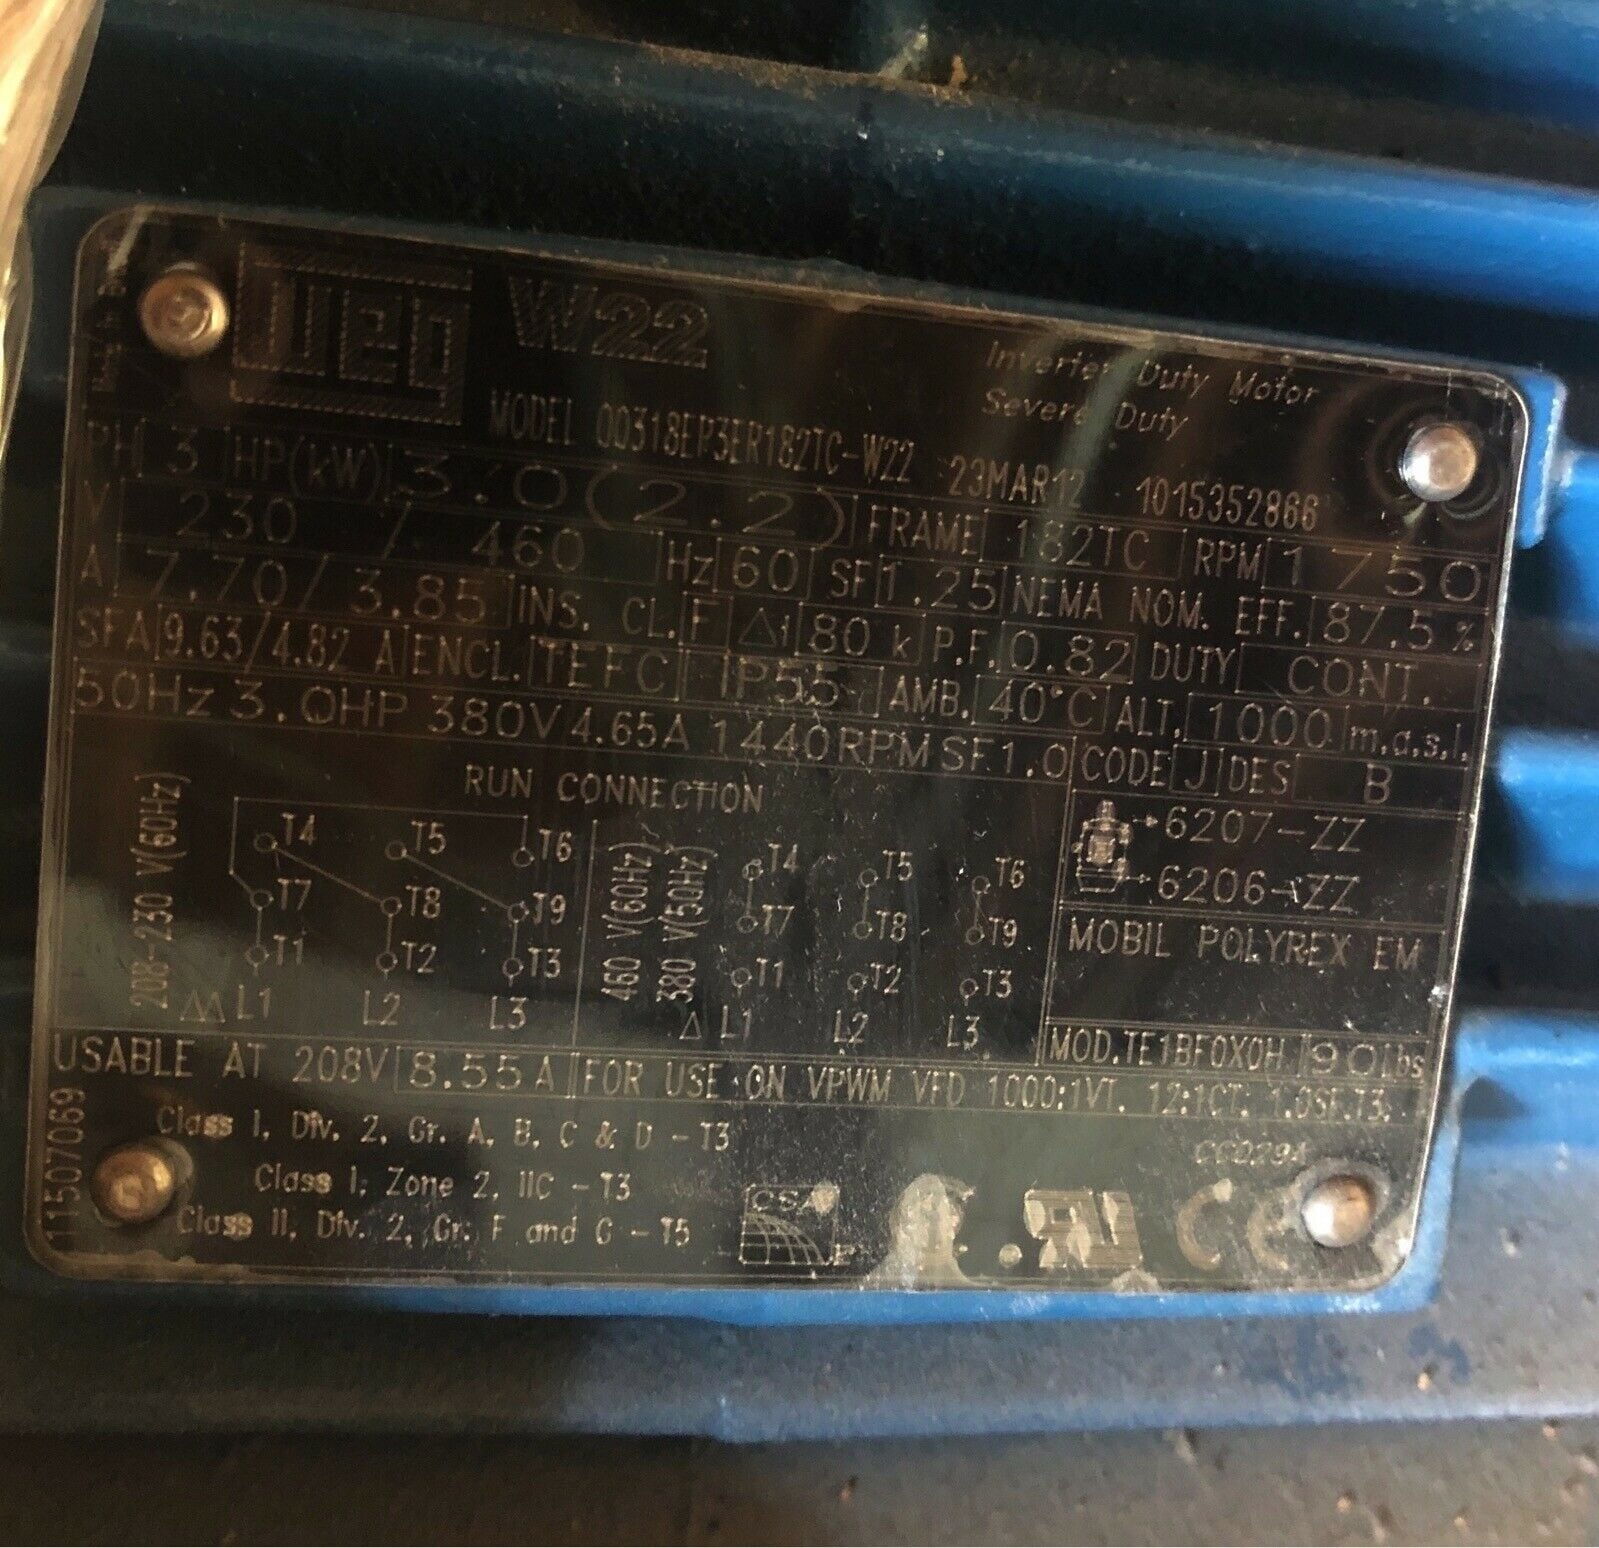 WEG W22
Inverter Duty Motor
Severe Duty
MODEL 00318EP3ER182TC-W22 23MAR12 1015352866
PH 3 HP(kW) 3.0(2.2) FRAME 182TC RPM 1750
V 230 / 460 Hz 60 SF 1.25 NEMA NOM. EFF. 87.5 %
A 7.70/3.85 INS. CL. F △t 80 k P.F. 0.82 DUTY CONT.
SFA 9.63/4.82 A ENCL. TEFC IP55 AMB. 40°C ALT. 1000 m.a.s.l.
50Hz 3.0HP 380V 4.65A 1440RPM SF 1.0 CODE J DES B
RUN CONNECTION
208-230 V(60Hz)
T4 T5 T6
T7 T8 T9
T1 T2 T3
△△ L1 L2 L3
460 V(60Hz)/
380 V(50Hz)
T4 T5 T6
T7 T8 T9
T1 T2 T3
△ L1 L2 L3
6207-ZZ
6206-ZZ
MOBIL POLYREX EM
MOD.TE1BF0X0H 90Lbs
USABLE AT 208V 8.55A FOR USE ON VPWM VFD 1000:1VT, 12:1CT, 1.0SF,T3.
Class I, Div. 2, Gr. A, B, C & D - T3
Class I, Zone 2, IIC - T3
Class II, Div. 2, Gr. F and G - T5
11507069
CC029A
CSA
CE